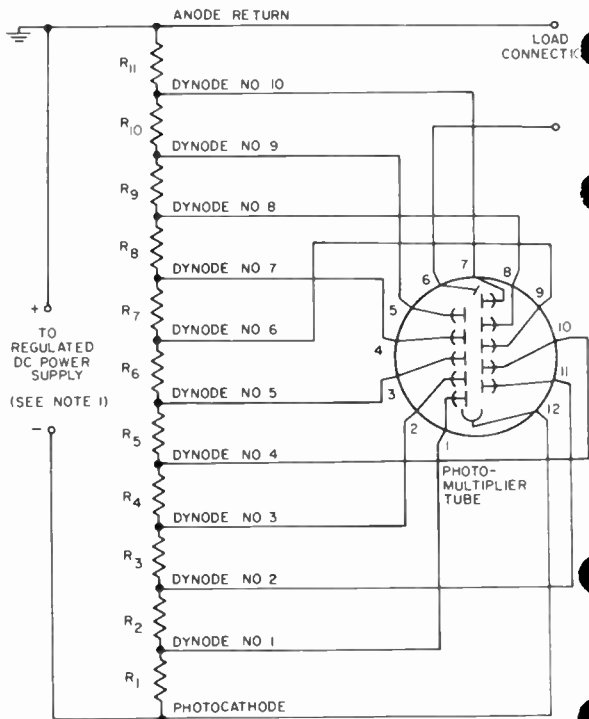 ANODE RETURN
LOAD
R11
DYNODE NO 10
R10
DYNODE NO 9
R9
DYNODE NO 8
R8
DYNODE NO 7
R7
DYNODE NO 6
R6
DYNODE NO 5
R5
DYNODE NO 4
R4
DYNODE NO 3
R3
DYNODE NO 2
R2
DYNODE NO 1
R1
PHOTOCATHODE
+
TO
REGULATED
DC POWER
SUPPLY
(SEE NOTE 1)
−
7
6
8
5
9
4
10
3
11
2
12
1
PHOTO-
MULTIPLIER
TUBE